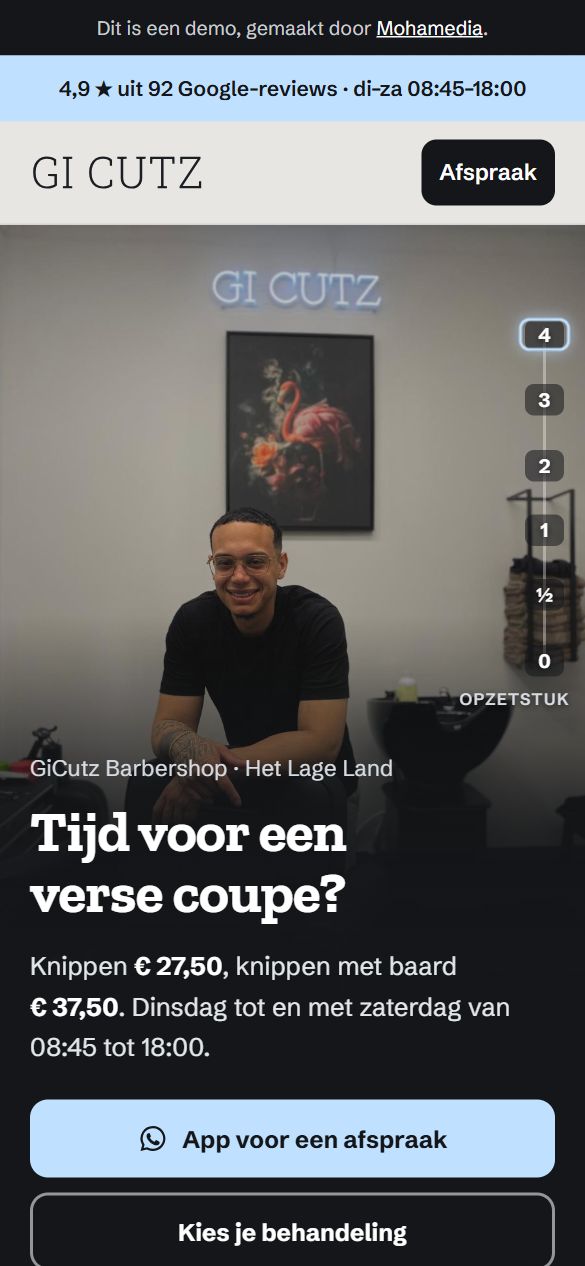 Dit is een demo, gemaakt door Mohamedia.
4,9 ★ uit 92 Google-reviews · di-za 08:45-18:00
GI CUTZ
Afspraak
GI CUTZ
4
3
2
1
½
0
OPZETSTUK
GiCutz Barbershop · Het Lage Land
Tijd voor een
verse coupe?
Knippen € 27,50, knippen met baard
€ 37,50. Dinsdag tot en met zaterdag van
08:45 tot 18:00.
App voor een afspraak
Kies je behandeling